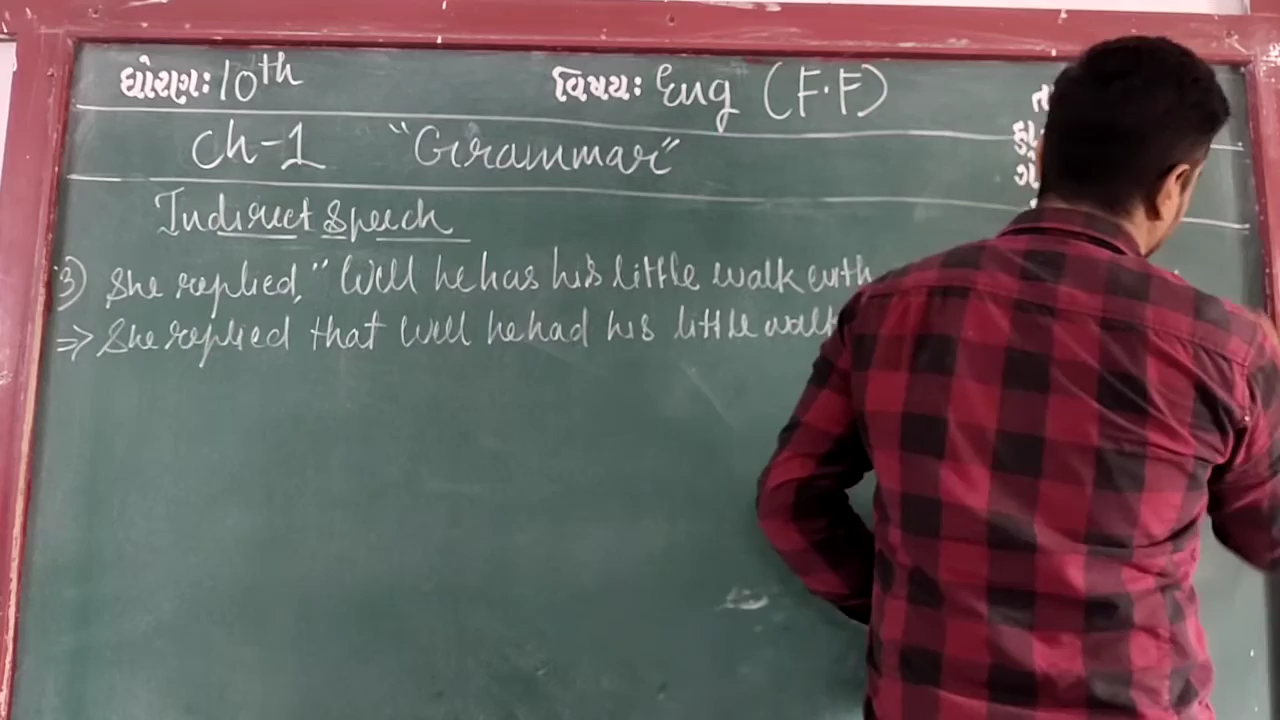 ધોરણ: 10th
વિષય: Eng (F.F)
Ch-1 "Grammar"
Indirect Speech
3) She replied, " Well he has his little walk with
⇒ She replied that well he had his little walk